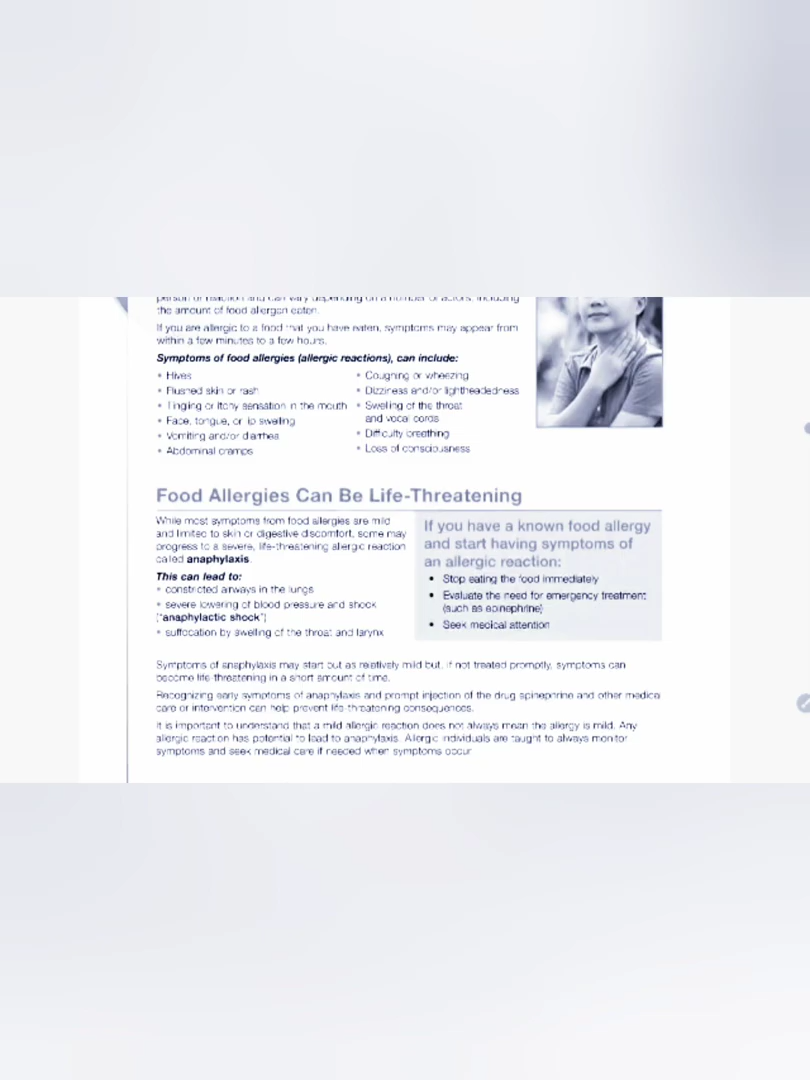 person or reaction and can vary depending on a number of factors, including
the amount of food allergen eaten.
If you are allergic to a food that you have eaten, symptoms may appear from
within a few minutes to a few hours.
Symptoms of food allergies (allergic reactions), can include:
• Hives
• Flushed skin or rash
• Tingling or itchy sensation in the mouth
• Face, tongue, or lip swelling
• Vomiting and/or diarrhea
• Abdominal cramps
• Coughing or wheezing
• Dizziness and/or lightheadedness
• Swelling of the throat
and vocal cords
• Difficulty breathing
• Loss of consciousness
Food Allergies Can Be Life-Threatening
While most symptoms from food allergies are mild
and limited to skin or digestive discomfort, some may
progress to a severe, life-threatening allergic reaction
called anaphylaxis.
This can lead to:
• constricted airways in the lungs
• severe lowering of blood pressure and shock
("anaphylactic shock")
• suffocation by swelling of the throat and larynx
If you have a known food allergy
and start having symptoms of
an allergic reaction:
• Stop eating the food immediately
• Evaluate the need for emergency treatment
(such as epinephrine)
• Seek medical attention
Symptoms of anaphylaxis may start out as relatively mild but, if not treated promptly, symptoms can
become life-threatening in a short amount of time.
Recognizing early symptoms of anaphylaxis and prompt injection of the drug epinephrine and other medical
care or intervention can help prevent life-threatening consequences.
It is important to understand that a mild allergic reaction does not always mean the allergy is mild. Any
allergic reaction has potential to lead to anaphylaxis. Allergic individuals are taught to always monitor
symptoms and seek medical care if needed when symptoms occur